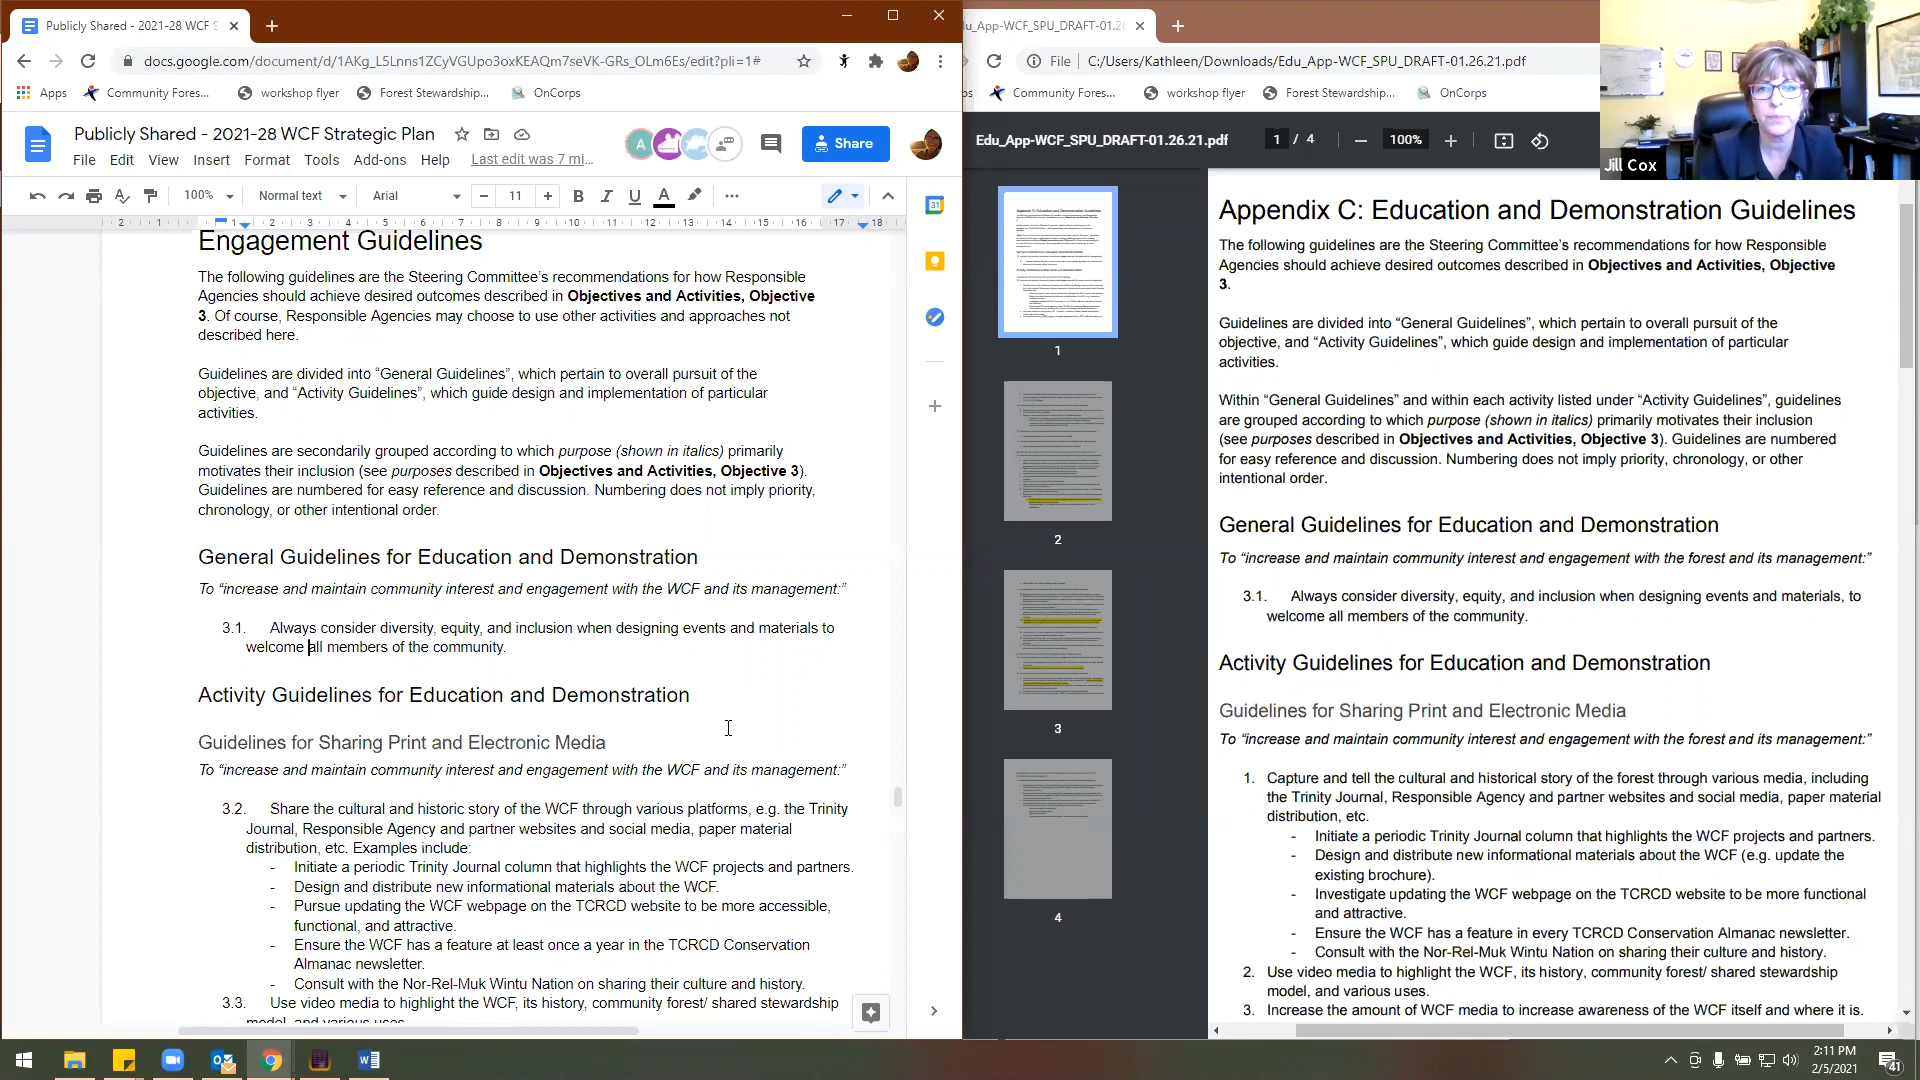 Publicly Shared - 2021-28 WCF S
docs.google.com/document/d/1AKg_L5Lnns1ZCyVGUpo3oxKEAQm7seVK-GRs_OLm6Es/edit?pli=1#
Apps
Community Fores...
workshop flyer
Forest Stewardship...
OnCorps
Publicly Shared - 2021-28 WCF Strategic Plan
A
Share
File Edit View Insert Format Tools Add-ons Help Last edit was 7 mi...
100% Normal text Arial 11 B I U A
2 1 1 2 3 4 5 6 7 8 9 10 11 12 13 14 15 16 17 18
31
Engagement Guidelines
The following guidelines are the Steering Committee's recommendations for how Responsible
Agencies should achieve desired outcomes described in Objectives and Activities, Objective
3. Of course, Responsible Agencies may choose to use other activities and approaches not
described here.
Guidelines are divided into “General Guidelines”, which pertain to overall pursuit of the
objective, and “Activity Guidelines”, which guide design and implementation of particular
activities.
Guidelines are secondarily grouped according to which purpose (shown in italics) primarily
motivates their inclusion (see purposes described in Objectives and Activities, Objective 3).
Guidelines are numbered for easy reference and discussion. Numbering does not imply priority,
chronology, or other intentional order.
General Guidelines for Education and Demonstration
To “increase and maintain community interest and engagement with the WCF and its management:”
3.1. Always consider diversity, equity, and inclusion when designing events and materials to
welcome all members of the community.
Activity Guidelines for Education and Demonstration
Guidelines for Sharing Print and Electronic Media
To “increase and maintain community interest and engagement with the WCF and its management:”
3.2. Share the cultural and historic story of the WCF through various platforms, e.g. the Trinity
Journal, Responsible Agency and partner websites and social media, paper material
distribution, etc. Examples include:
- Initiate a periodic Trinity Journal column that highlights the WCF projects and partners.
- Design and distribute new informational materials about the WCF.
- Pursue updating the WCF webpage on the TCRCD website to be more accessible,
functional, and attractive.
- Ensure the WCF has a feature at least once a year in the TCRCD Conservation
Almanac newsletter.
- Consult with the Nor-Rel-Muk Wintu Nation on sharing their culture and history.
3.3. Use video media to highlight the WCF, its history, community forest/ shared stewardship
model, and various uses.
du_App-WCF_SPU_DRAFT-01.26
File C:/Users/Kathleen/Downloads/Edu_App-WCF_SPU_DRAFT-01.26.21.pdf
ps
Community Fores...
workshop flyer
Forest Stewardship...
OnCorps
Edu_App-WCF_SPU_DRAFT-01.26.21.pdf
1 / 4
100%
Jill Cox
1
2
3
4
Appendix C: Education and Demonstration Guidelines
The following guidelines are the Steering Committee's recommendations for how Responsible
Agencies should achieve desired outcomes described in Objectives and Activities, Objective
3.
Guidelines are divided into “General Guidelines”, which pertain to overall pursuit of the
objective, and “Activity Guidelines”, which guide design and implementation of particular
activities.
Within “General Guidelines” and within each activity listed under “Activity Guidelines”, guidelines
are grouped according to which purpose (shown in italics) primarily motivates their inclusion
(see purposes described in Objectives and Activities, Objective 3). Guidelines are numbered
for easy reference and discussion. Numbering does not imply priority, chronology, or other
intentional order.
General Guidelines for Education and Demonstration
To “increase and maintain community interest and engagement with the forest and its management:”
3.1. Always consider diversity, equity, and inclusion when designing events and materials, to
welcome all members of the community.
Activity Guidelines for Education and Demonstration
Guidelines for Sharing Print and Electronic Media
To “increase and maintain community interest and engagement with the forest and its management:”
1. Capture and tell the cultural and historical story of the forest through various media, including
the Trinity Journal, Responsible Agency and partner websites and social media, paper material
distribution, etc.
- Initiate a periodic Trinity Journal column that highlights the WCF projects and partners.
- Design and distribute new informational materials about the WCF (e.g. update the
existing brochure).
- Investigate updating the WCF webpage on the TCRCD website to be more functional
and attractive.
- Ensure the WCF has a feature in every TCRCD Conservation Almanac newsletter.
- Consult with the Nor-Rel-Muk Wintu Nation on sharing their culture and history.
2. Use video media to highlight the WCF, its history, community forest/ shared stewardship
model, and various uses.
3. Increase the amount of WCF media to increase awareness of the WCF itself and where it is.
2:11 PM
2/5/2021
41